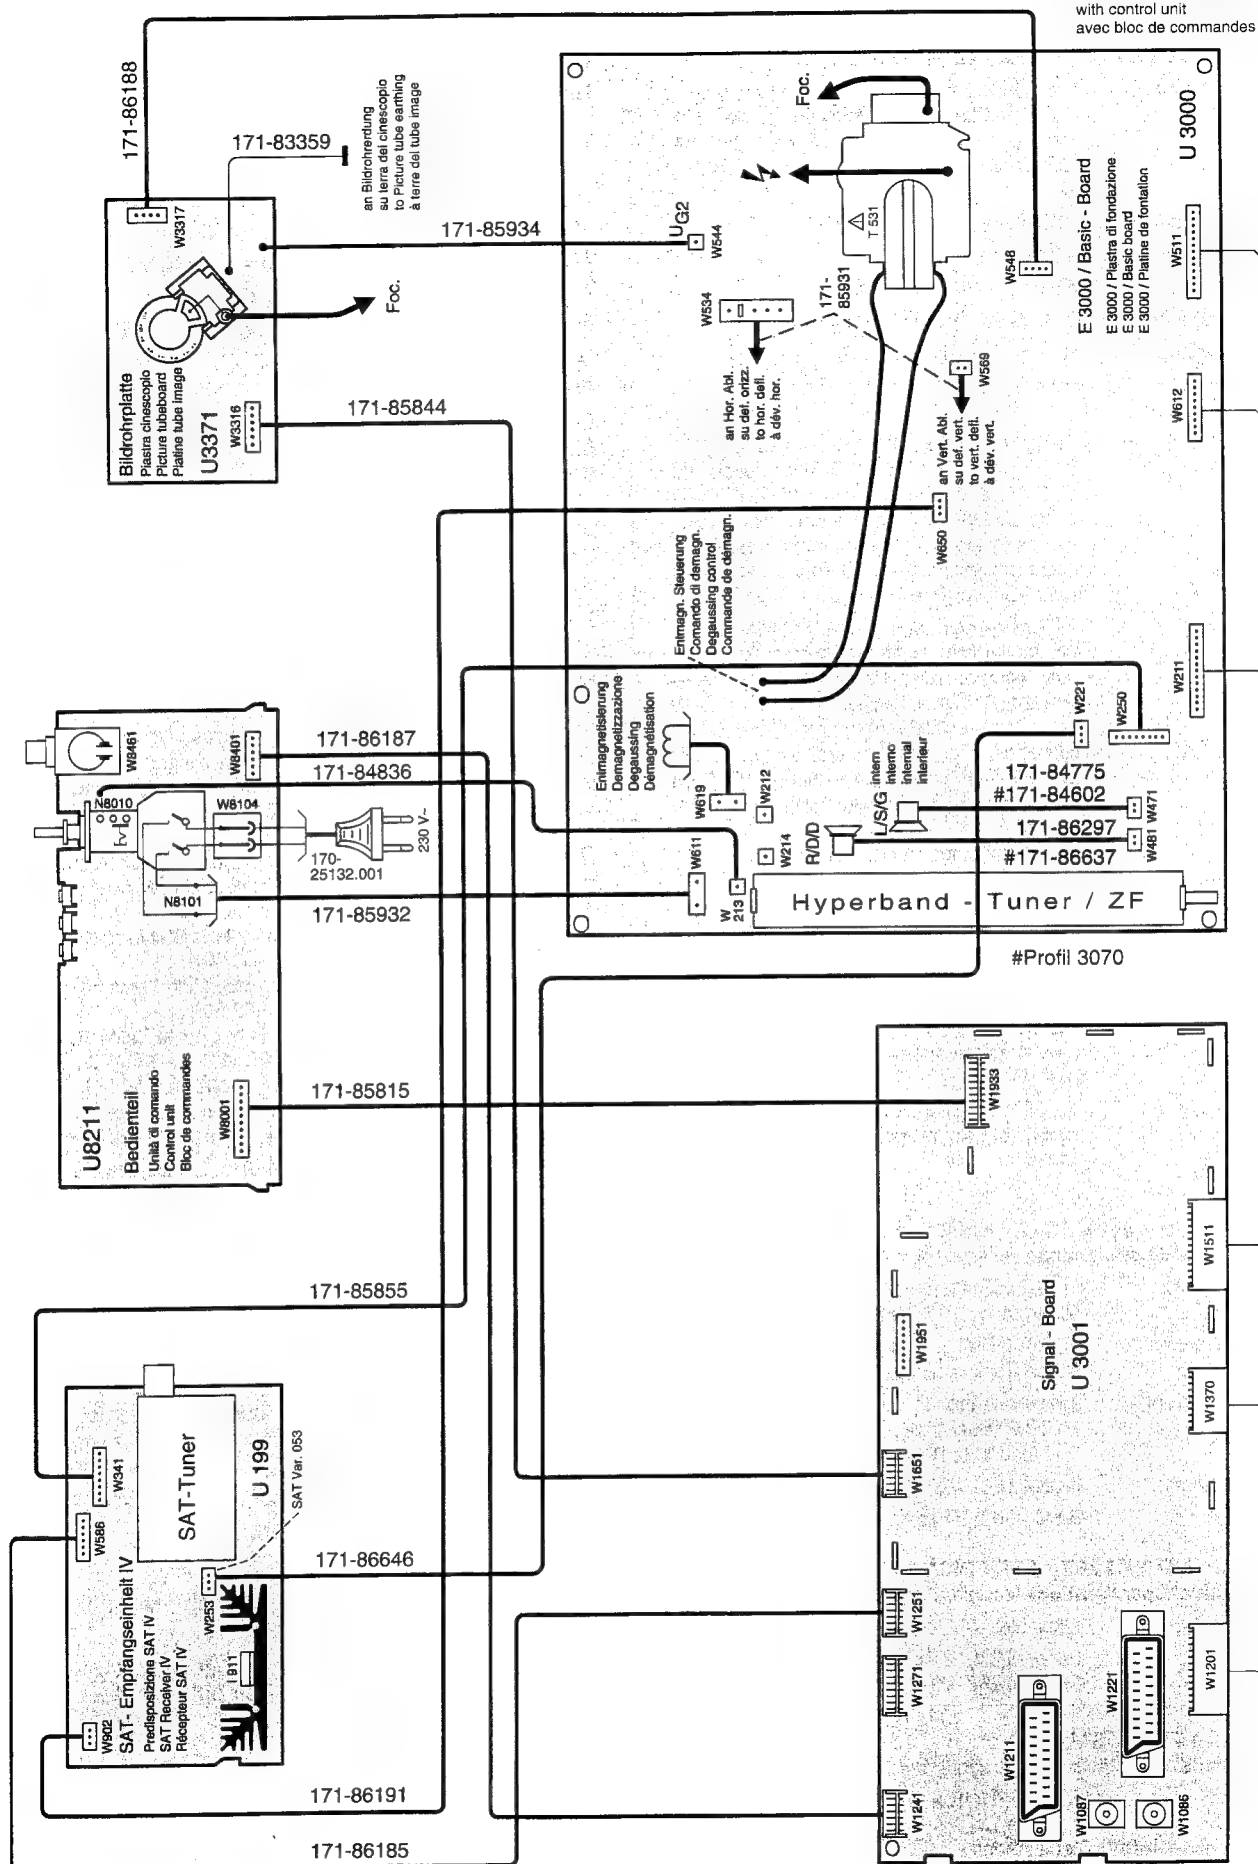 with control unit
avec bloc de commandes
171-86188
171-83359
an Bildrohrerdung
su terra del cinescopio
to Picture tube earthing
à terre del tube image
W3317
Foc.
Bildrohrplatte
Piastra cinescopio
Picture tubeboard
Platine tube image
U3371
W3316
171-85934
171-85844
UG2
W544
Foc.
T 531
W534
171-
85931
an Hor. Abl.
su def. orizz.
to hor. defl.
à dév. hor.
W569
an Vert. Abl.
su def. vert.
to vert. defl.
à dév. vert.
W650
W548
U 3000
E 3000 / Basic - Board
E 3000 / Piastra di fondazione
E 3000 / Basic board
E 3000 / Platine de fontation
W511
W612
W211
Entmagn. Steuerung
Comando di demagn.
Degaussing control
Commande de démagn.
Entmagnetisierung
Demagnetizzazione
Degaussing
Démagnétisation
W619
W212
W214
W611
W
213
W221
W250
L/S/G
intern
interno
internal
interieur
R/D/D
171-84775
#171-84602
W471
171-86297
#171-86637
W481
Hyperband - Tuner / ZF
#Profil 3070
W8461
W8401
N8010
W8104
N8101
171-86187
171-84836
170-
25132.001
230 V~
171-85932
U8211
Bedienteil
Unità di comando
Control unit
Bloc de commandes
W8001
171-85815
171-85855
W341
W586
SAT-Tuner
U 199
SAT Var. 053
W253
I 911
SAT- Empfangseinheit IV
Predisposizione SAT IV
SAT Receiver IV
Récepteur SAT IV
W902
171-86646
171-86191
171-86185
W1933
W1511
W1951
Signal - Board
U 3001
W1370
W1651
W1251
W1271
W1201
W1221
W1211
W1241
W1087
W1086